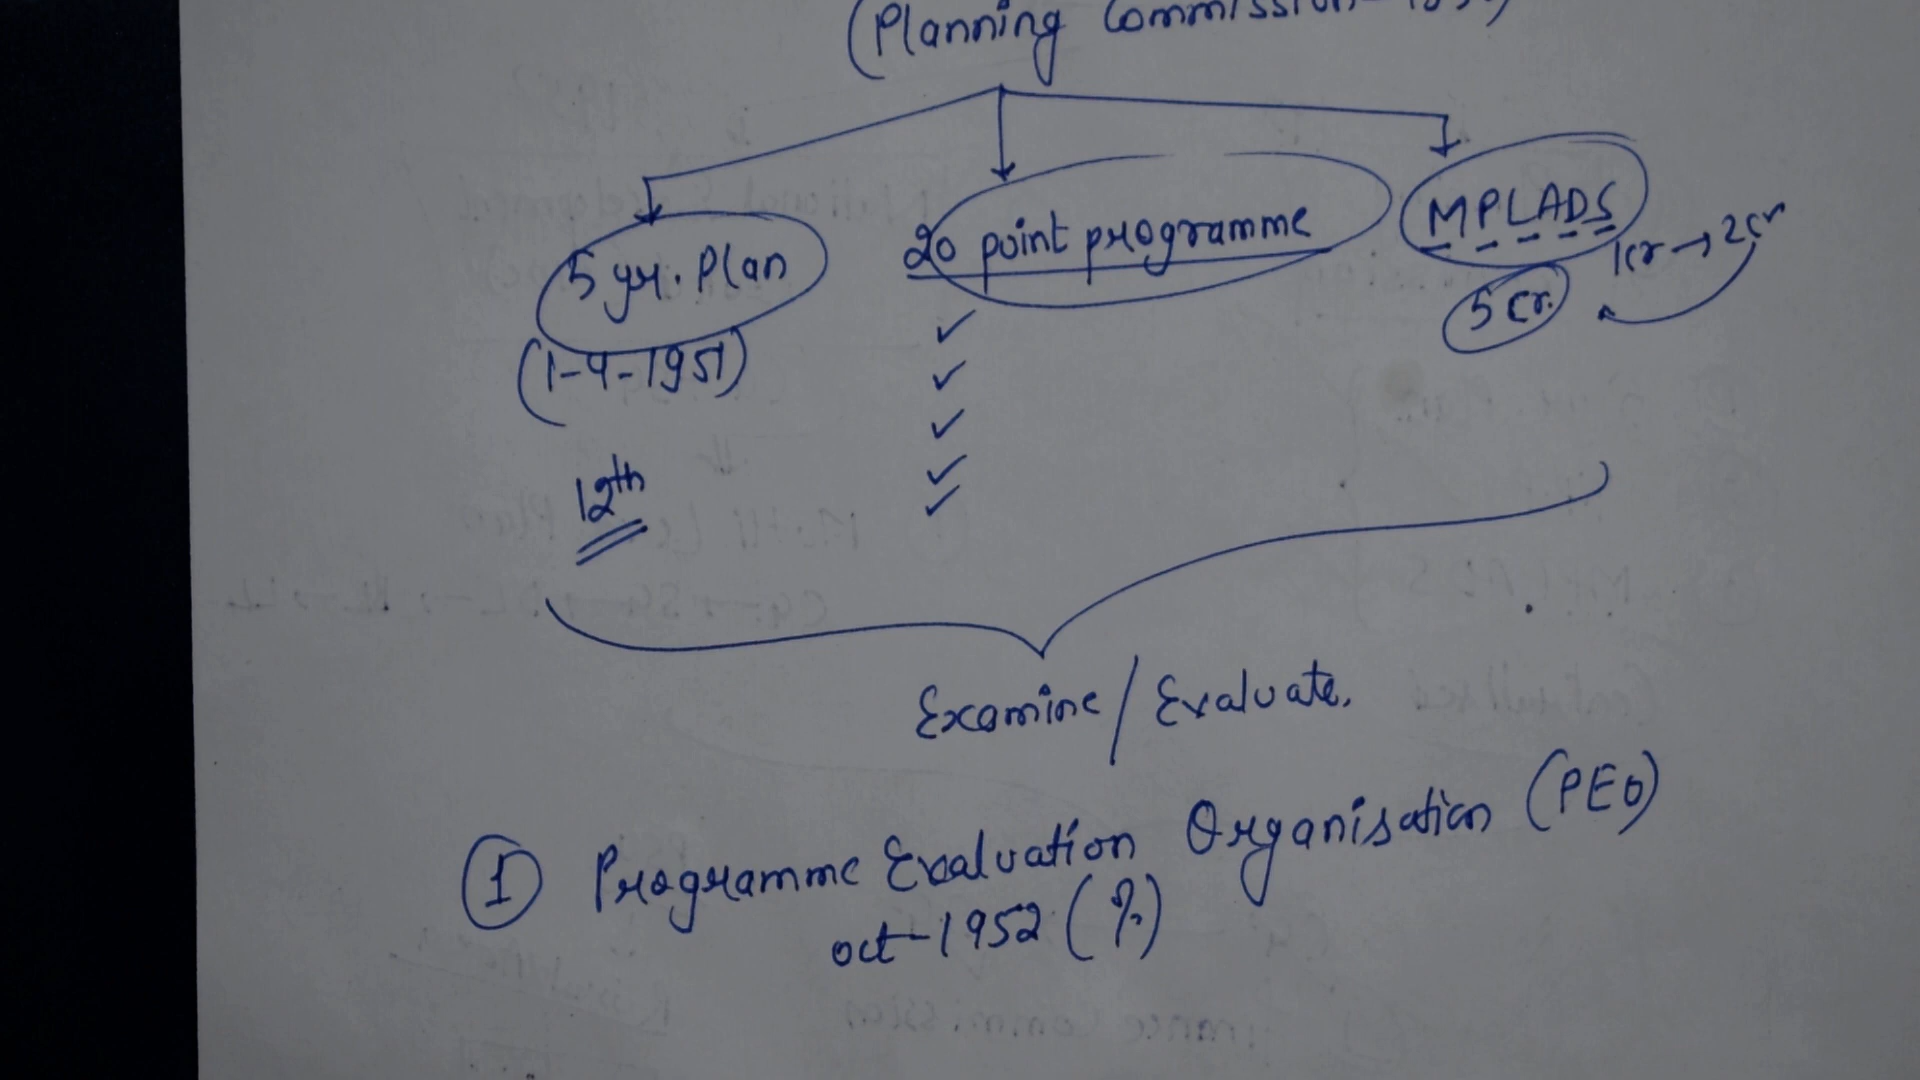 (Planning Commission
5 yr. Plan
(1-4-1951)
12th
20 point programme
MPLADS
1cr → 2cr
5 Cr.
Examine / Evaluate.
1 Programme Evaluation Organisation (PEO)
oct-1952